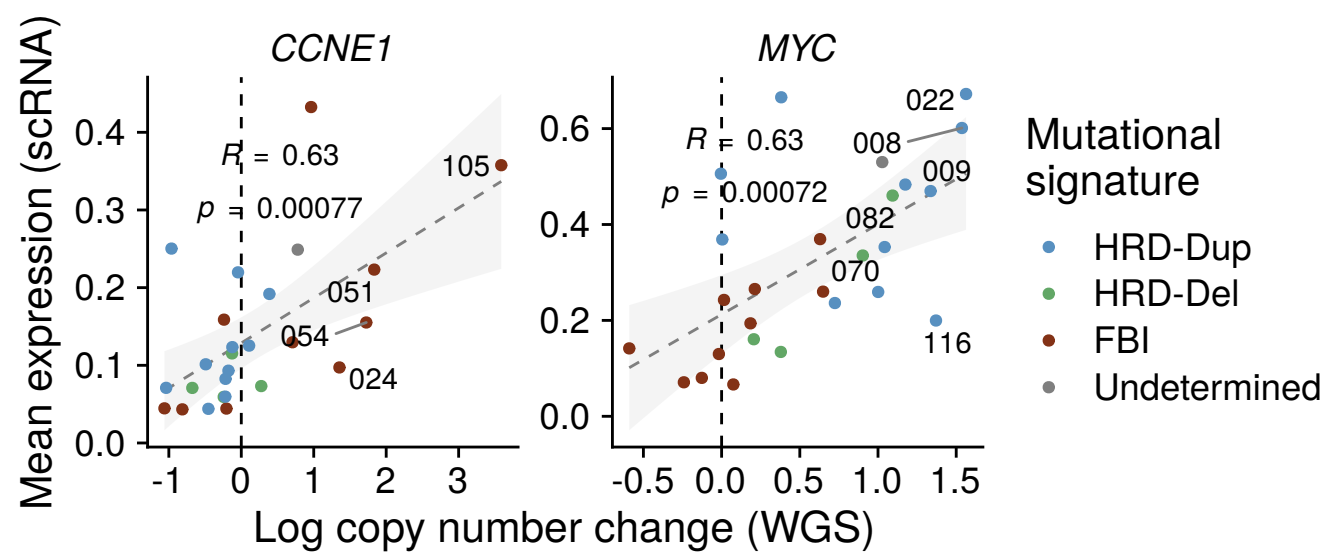 CCNE1
MYC
Mean expression (scRNA)
0.4
0.3
0.2
0.1
0.0
R = 0.63
p = 0.00077
105
051
054
024
-1
0
1
2
3
0.6
0.4
0.2
0.0
R = 0.63
p = 0.00072
022
008
009
082
070
116
-0.5
0.0
0.5
1.0
1.5
Log copy number change (WGS)
Mutational
signature
HRD-Dup
HRD-Del
FBI
Undetermined